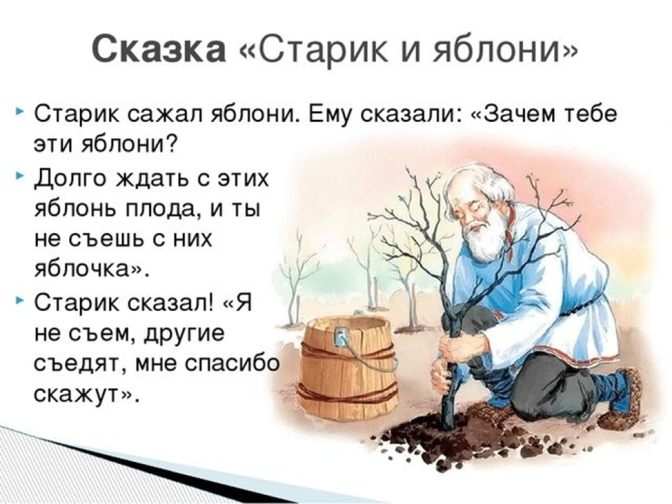 Сказка «Старик и яблони»
Старик сажал яблони. Ему сказали: «Зачем тебе
эти яблони?
Долго ждать с этих
яблонь плода, и ты
не съешь с них
яблочка».
Старик сказал! «Я
не съем, другие
съедят, мне спасибо
скажут».